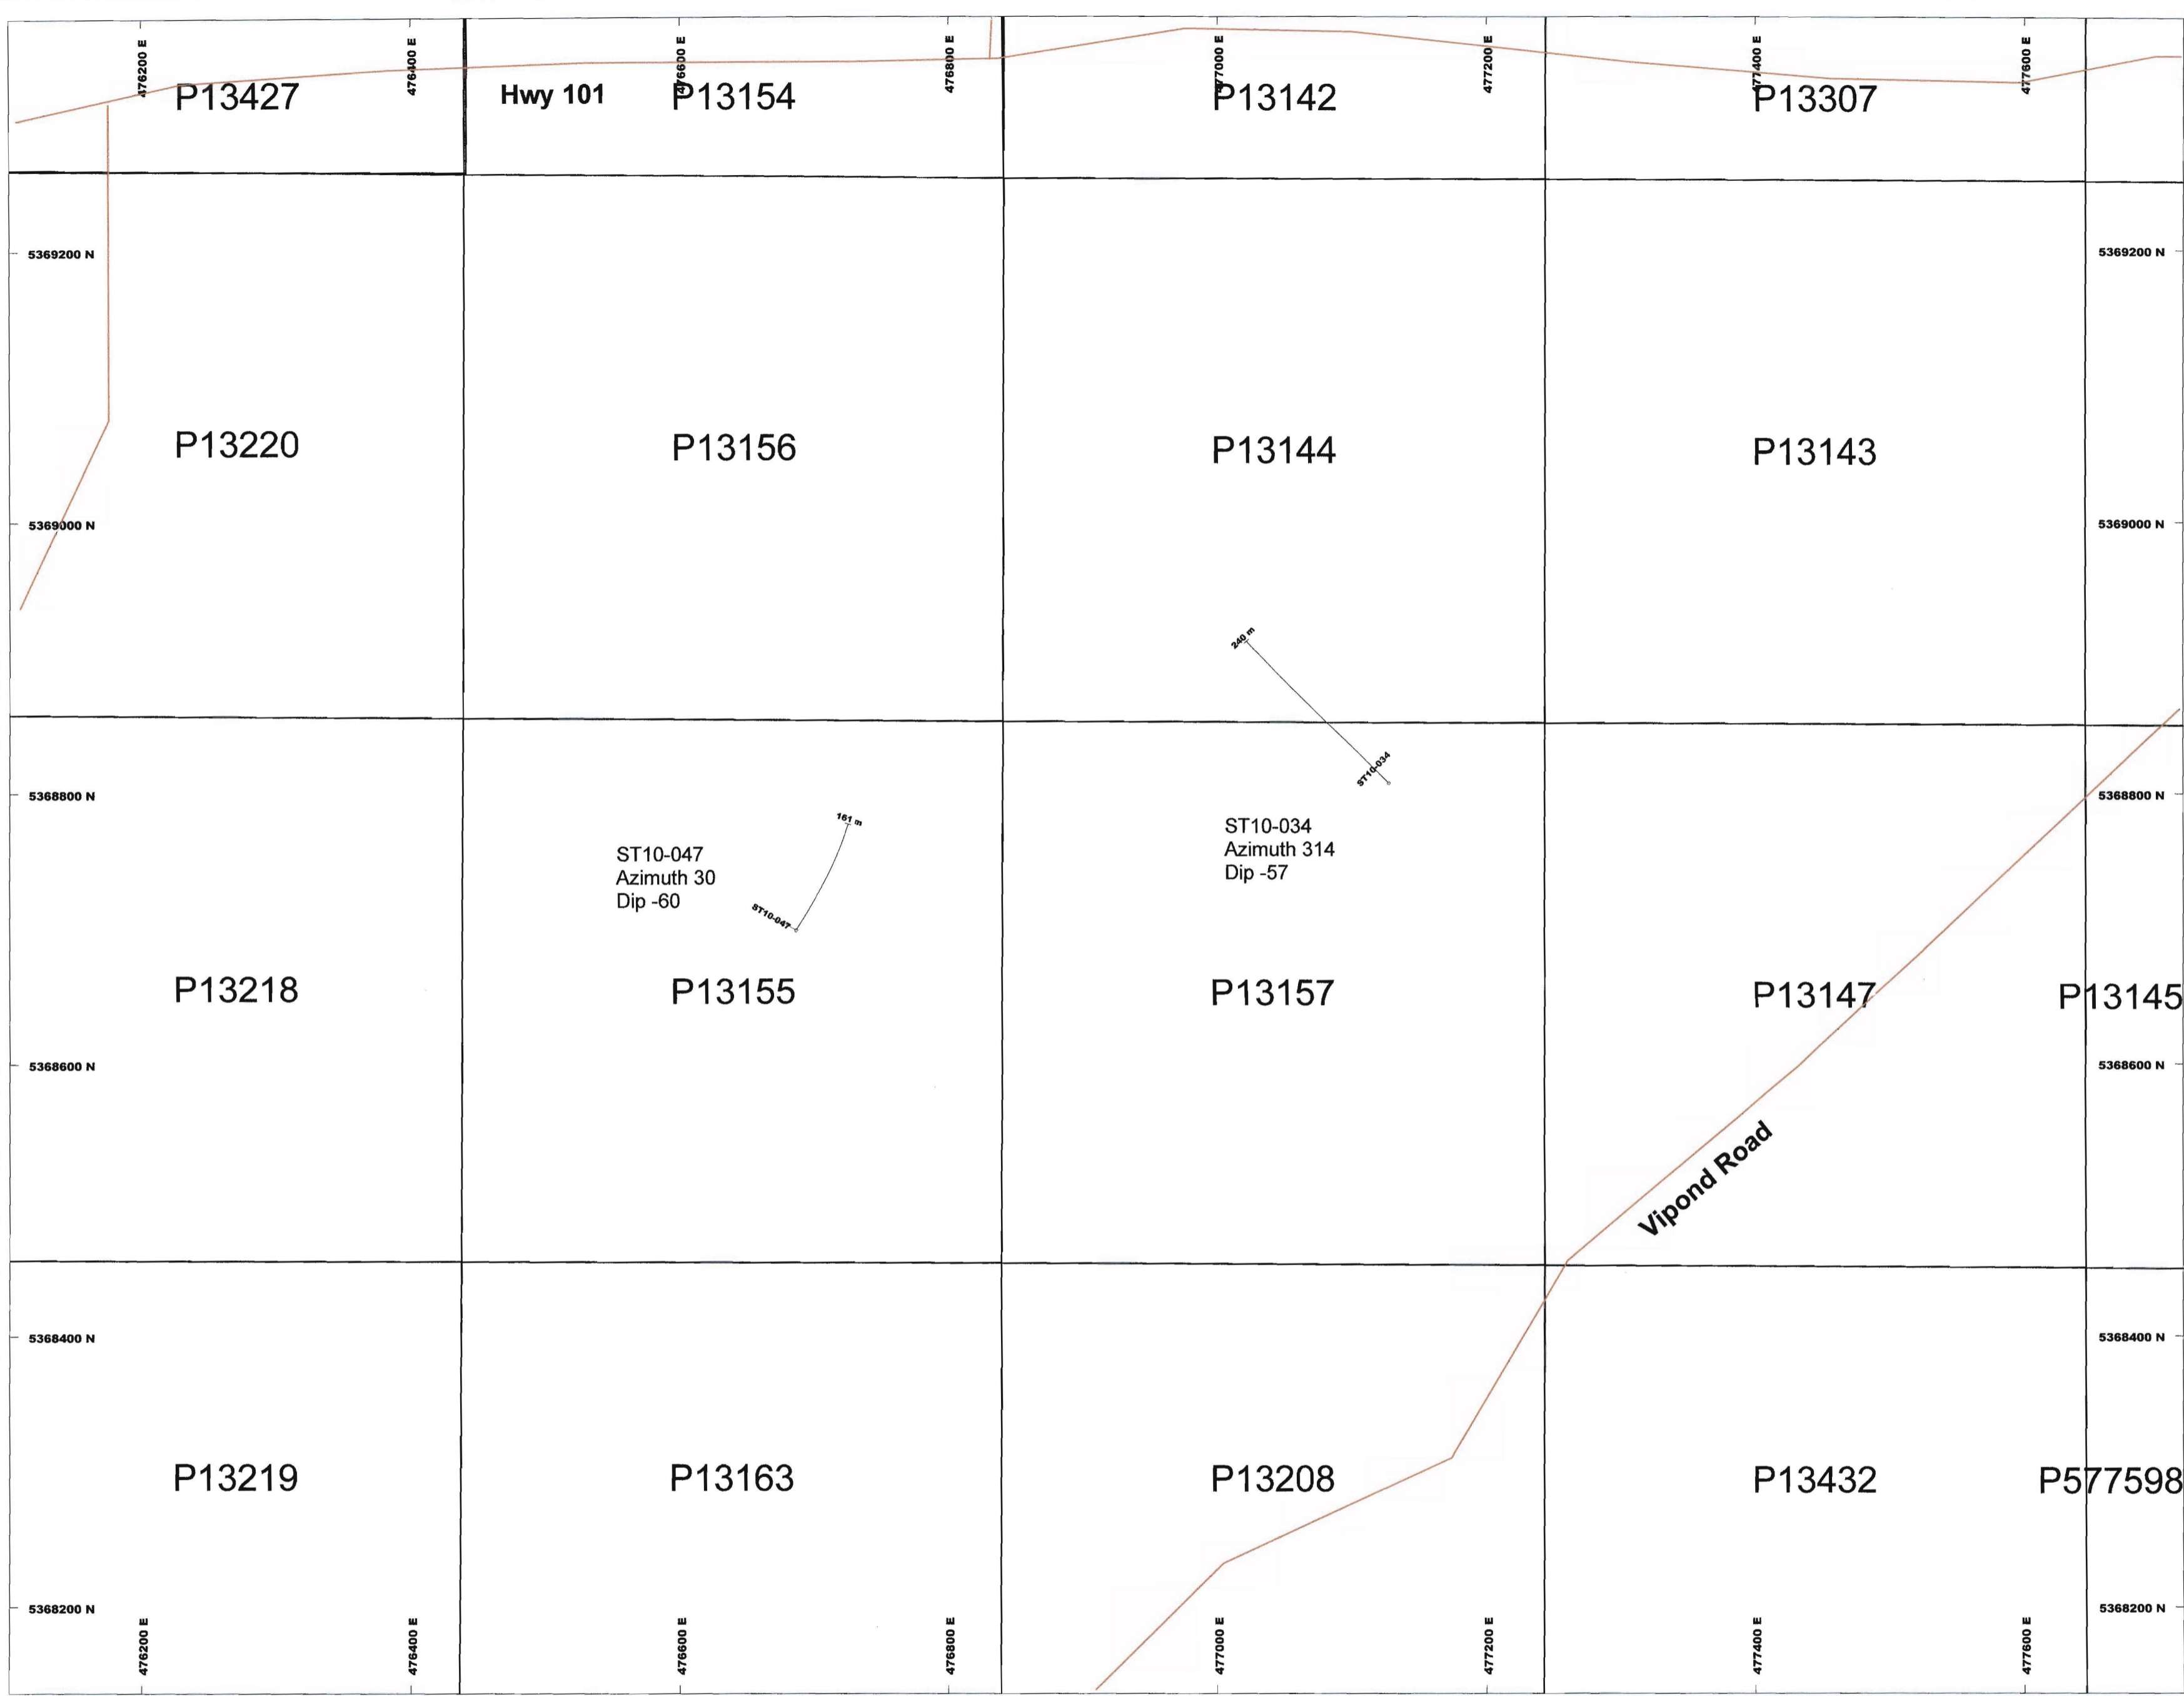 476200 E
476400 E
476600 E
476800 E
477000 E
477200 E
477400 E
477600 E
P13427
Hwy 101
P13154
P13142
P13307
5369200 N
5369200 N
P13220
P13156
P13144
P13143
5369000 N
5369000 N
240 m
ST10-034
5368800 N
5368800 N
161 m
ST10-047
Azimuth 30
Dip -60
ST10-047
ST10-034
Azimuth 314
Dip -57
P13218
P13155
P13157
P13147
P13145
5368600 N
5368600 N
Vipond Road
5368400 N
5368400 N
P13219
P13163
P13208
P13432
P577598
5368200 N
5368200 N
476200 E
476400 E
476600 E
476800 E
477000 E
477200 E
477400 E
477600 E